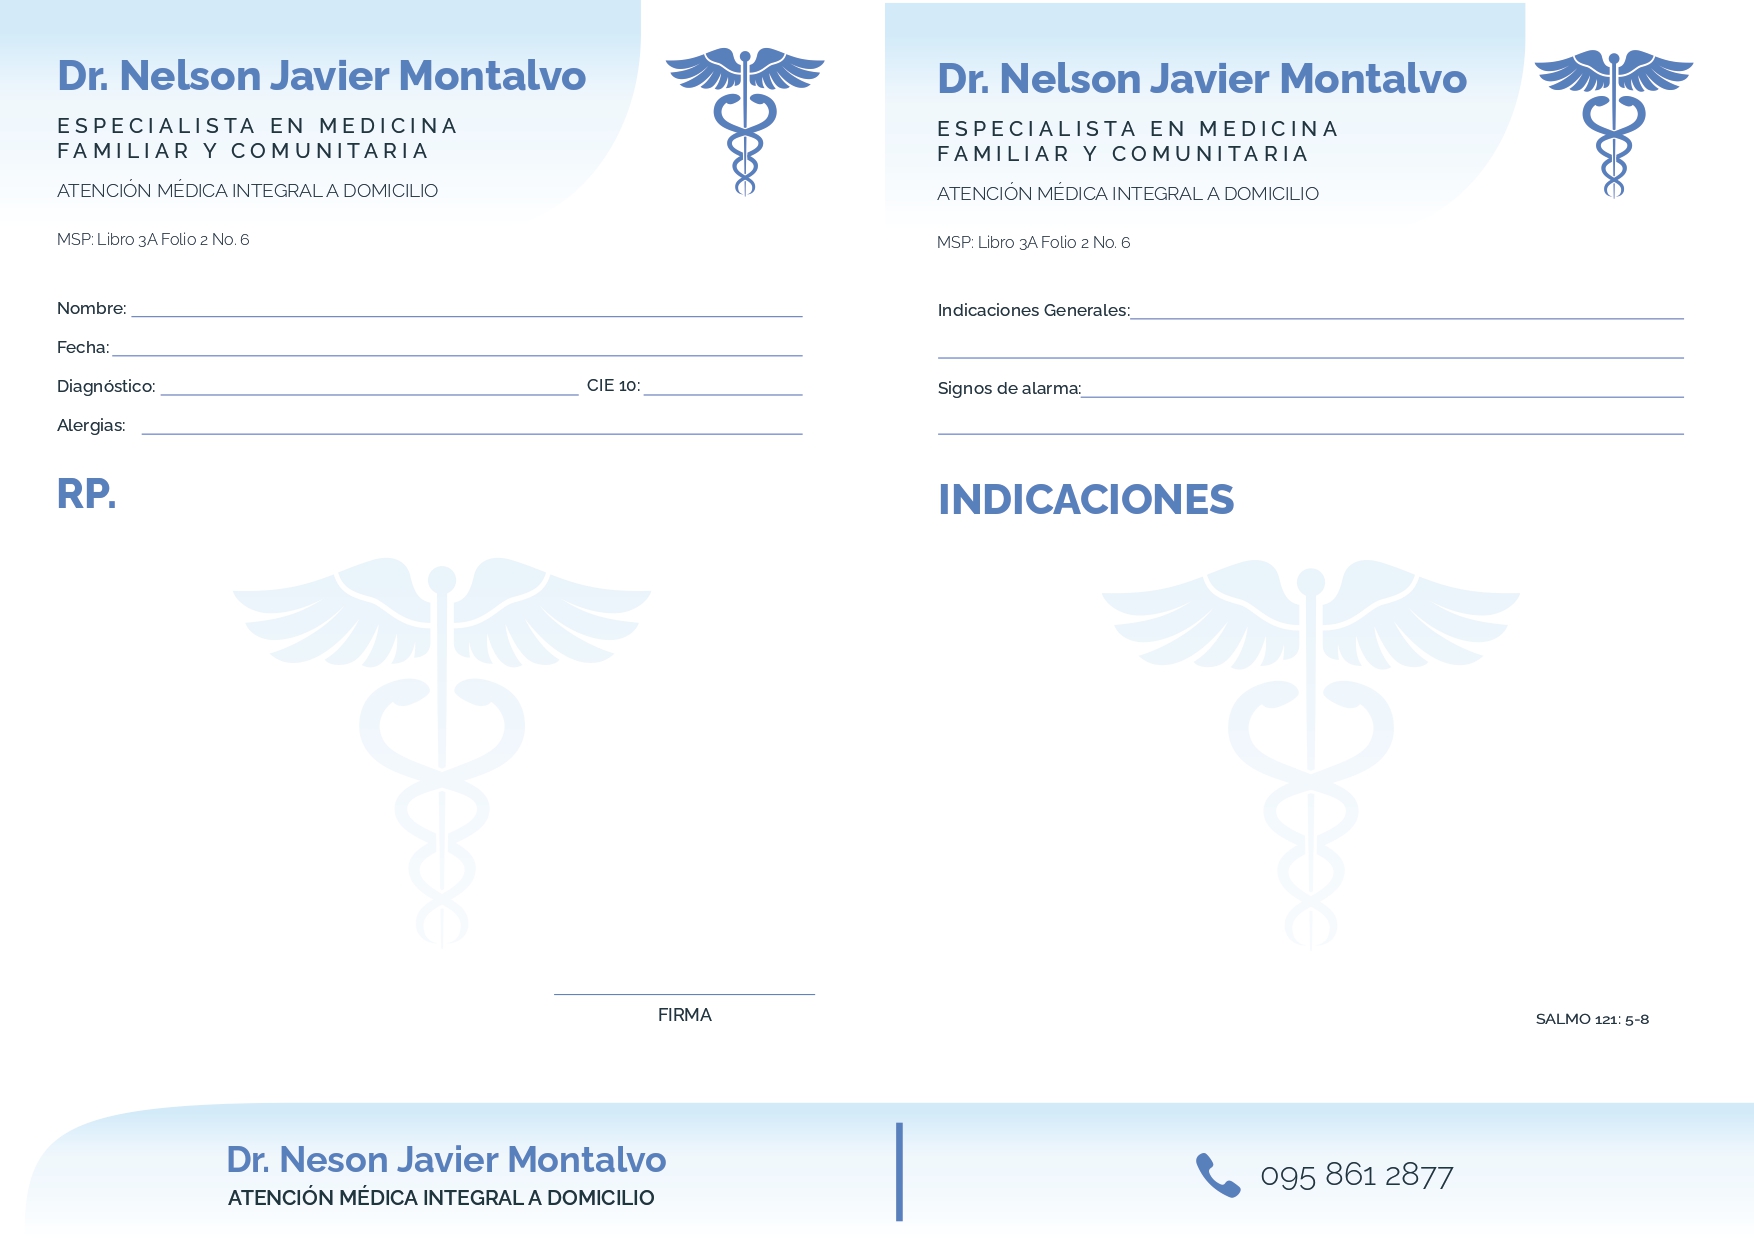 Dr. Nelson Javier Montalvo
ESPECIALISTA EN MEDICINA
FAMILIAR Y COMUNITARIA
ATENCIÓN MÉDICA INTEGRAL A DOMICILIO
MSP: Libro 3A Folio 2 No. 6
Nombre:
Fecha:
Diagnóstico: CIE 10:
Alergias:
RP.
FIRMA
Dr. Nelson Javier Montalvo
ESPECIALISTA EN MEDICINA
FAMILIAR Y COMUNITARIA
ATENCIÓN MÉDICA INTEGRAL A DOMICILIO
MSP: Libro 3A Folio 2 No. 6
Indicaciones Generales:
Signos de alarma:
INDICACIONES
SALMO 121: 5-8
Dr. Neson Javier Montalvo
ATENCIÓN MÉDICA INTEGRAL A DOMICILIO
095 861 2877